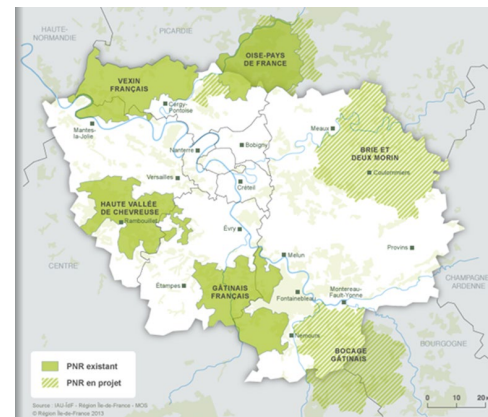 HAUTE-
NORMANDIE
PICARDIE
OISE-PAYS
DE FRANCE
VEXIN
FRANÇAIS
Cergy-
Pontoise
Mantes-
la-Jolie
Meaux
Bobigny
Nanterre
BRIE ET
DEUX MORIN
Coulommiers
Versailles
Créteil
HAUTE VALLÉE
DE CHEVREUSE
Rambouillet
Évry
Provins
Melun
CENTRE
CHAMPAGNE
ARDENNE
Étampes
GÂTINAIS
FRANÇAIS
Fontainebleau
Montereau-
Fault-Yonne
Nemours
BOCAGE
GÂTINAIS
BOURGOGNE
PNR existant
PNR en projet
0 10 20
Source : IAU-îdF - Région Île-de-France - MOS
© Région Île-de-France 2013